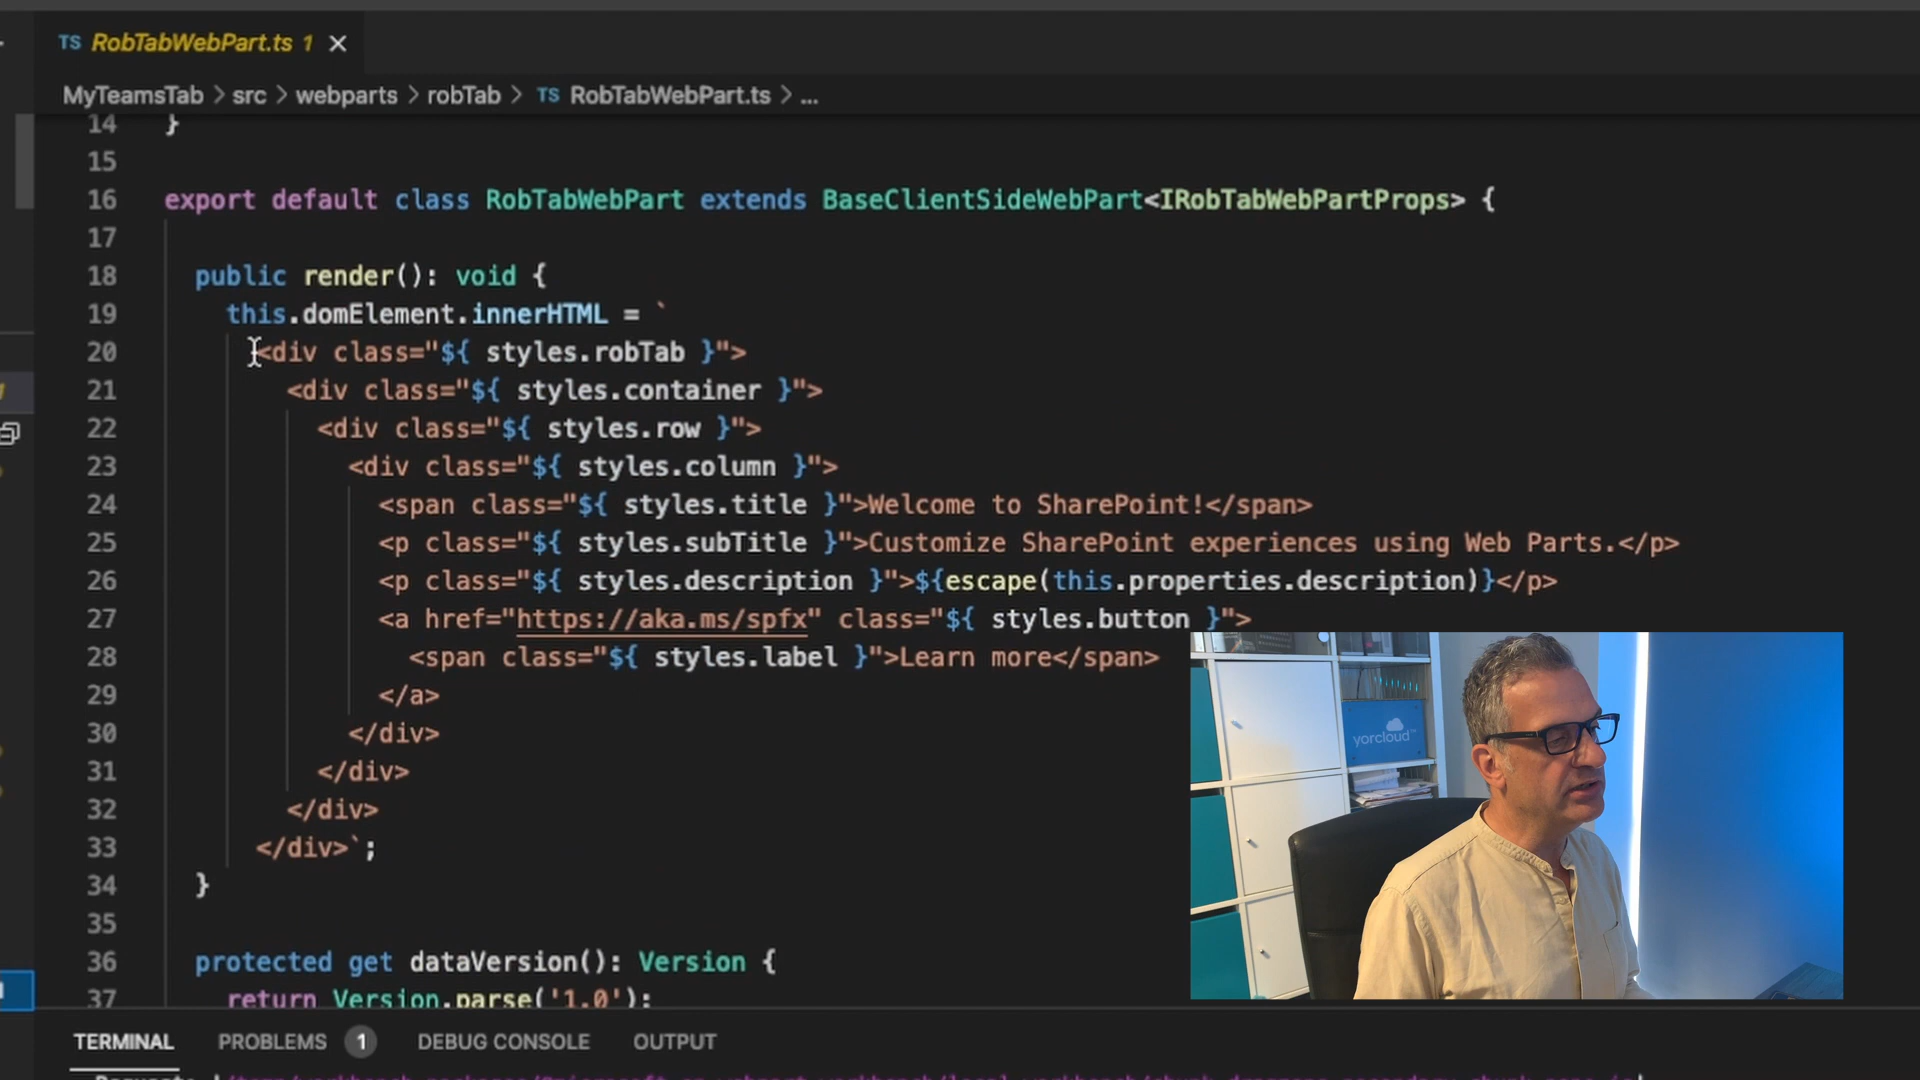 TS RobTabWebPart.ts 1
MyTeamsTab > src > webparts > robTab > TS RobTabWebPart.ts > ...
14 }
15
16 export default class RobTabWebPart extends BaseClientSideWebPart<IRobTabWebPartProps> {
17
18 public render(): void {
19 this.domElement.innerHTML = `
20 <div class="${ styles.robTab }">
21 <div class="${ styles.container }">
22 <div class="${ styles.row }">
23 <div class="${ styles.column }">
24 <span class="${ styles.title }">Welcome to SharePoint!</span>
25 <p class="${ styles.subTitle }">Customize SharePoint experiences using Web Parts.</p>
26 <p class="${ styles.description }">${escape(this.properties.description)}</p>
27 <a href="https://aka.ms/spfx" class="${ styles.button }">
28 <span class="${ styles.label }">Learn more</span>
29 </a>
30 </div>
31 </div>
32 </div>
33 </div>`;
34 }
35
36 protected get dataVersion(): Version {
37 return Version.parse('1.0');
yorcloud
TERMINAL PROBLEMS 1 DEBUG CONSOLE OUTPUT